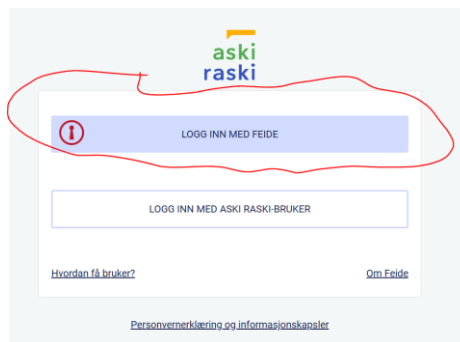 aski
raski
LOGG INN MED FEIDE
LOGG INN MED ASKI RASKI-BRUKER
Hvordan få bruker?
Om Feide
Personvernerklæring og informasjonskapsler